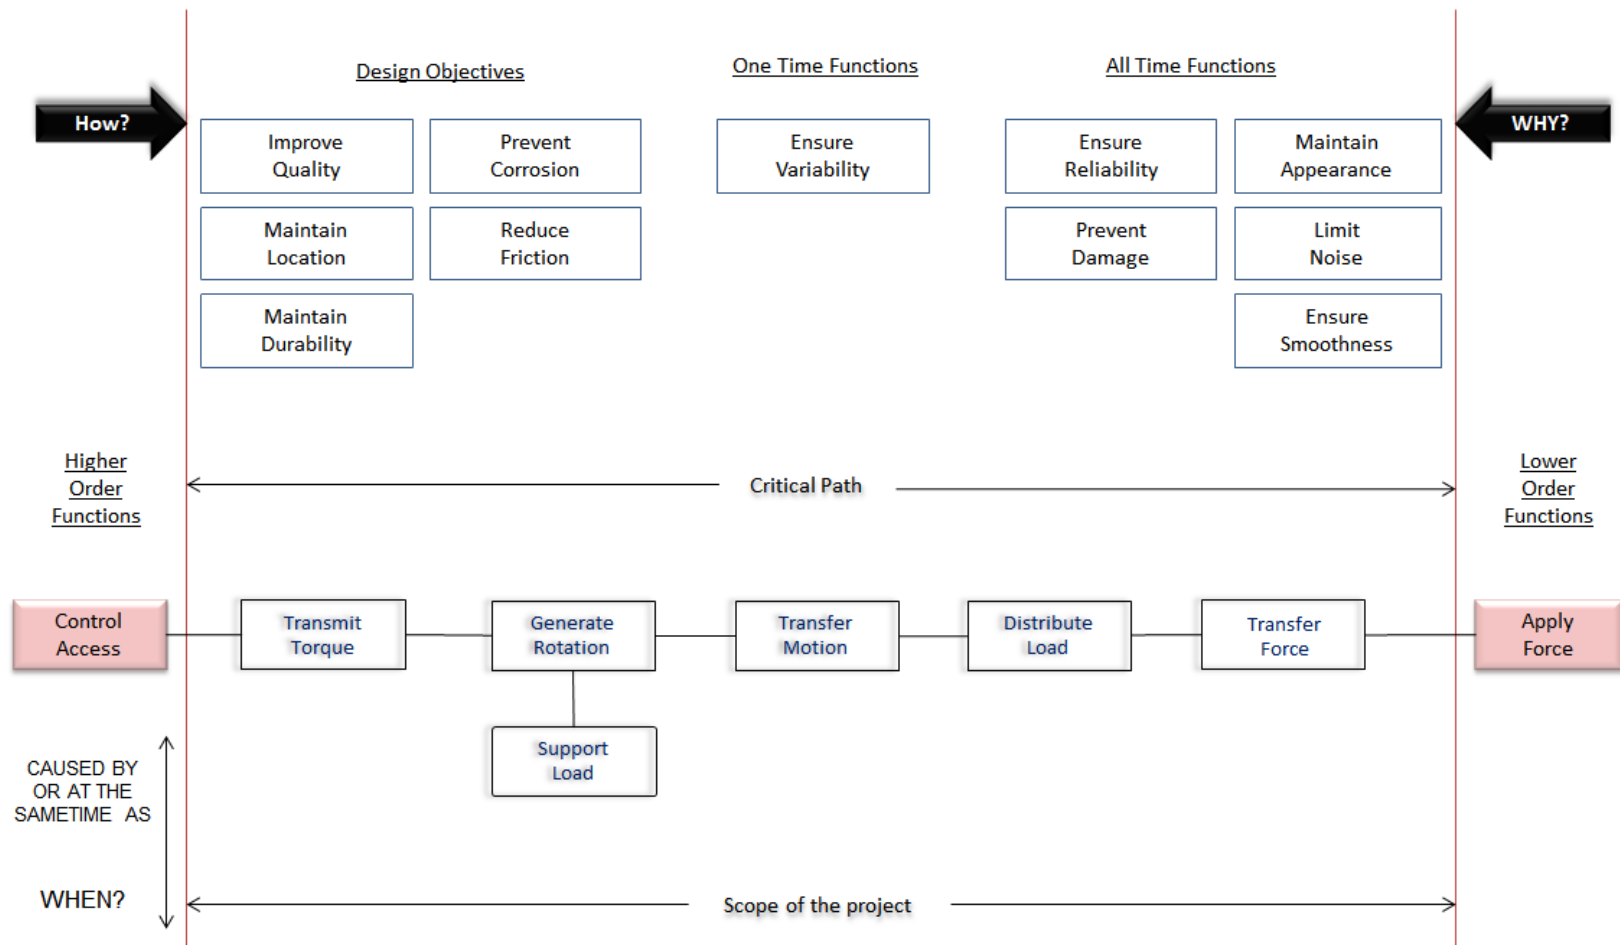 Design Objectives
One Time Functions
All Time Functions
How?
WHY?
Improve
Quality
Prevent
Corrosion
Ensure
Variability
Ensure
Reliability
Maintain
Appearance
Maintain
Location
Reduce
Friction
Prevent
Damage
Limit
Noise
Maintain
Durability
Ensure
Smoothness
Higher
Order
Functions
Critical Path
Lower
Order
Functions
Control
Access
Transmit
Torque
Generate
Rotation
Transfer
Motion
Distribute
Load
Transfer
Force
Apply
Force
Support
Load
CAUSED BY
OR AT THE
SAMETIME AS
WHEN?
Scope of the project